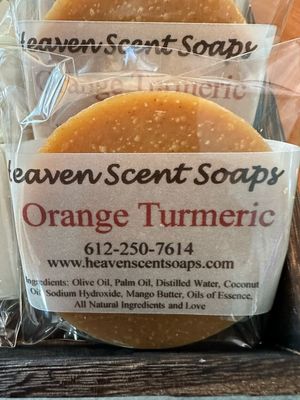 Heaven Scent Soaps
Orange Turmeric
Heaven Scent Soaps
Orange Turmeric
612-250-7614
www.heavenscentsoaps.com
Ingredients: Olive Oil, Palm Oil, Distilled Water, Coconut
Oil, Sodium Hydroxide, Mango Butter, Oils of Essence,
All Natural Ingredients and Love